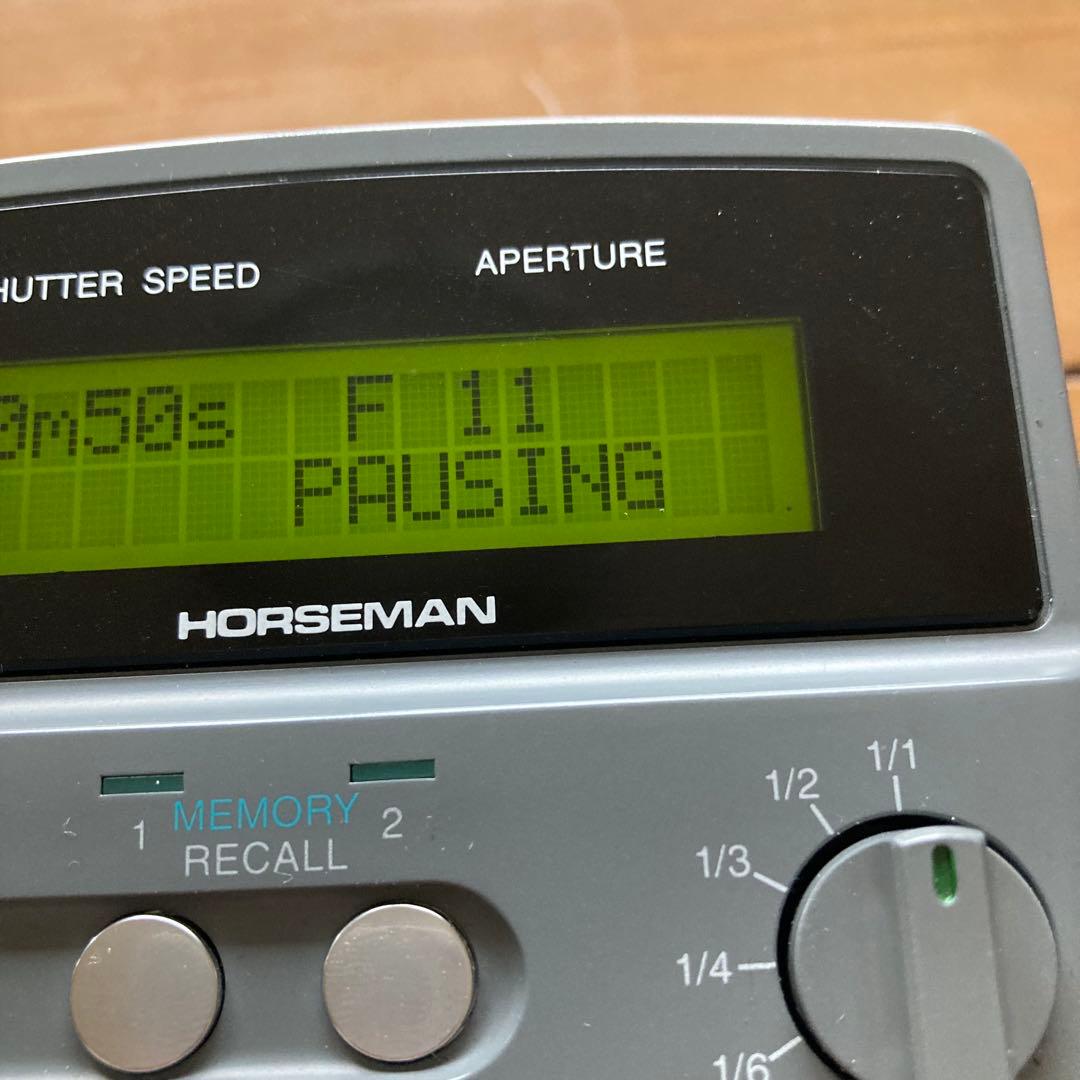 HUTTER SPEED APERTURE
0m50s F 11
PAUSING
HORSEMAN
1 MEMORY 2
RECALL
1/1
1/2
1/3
1/4
1/6